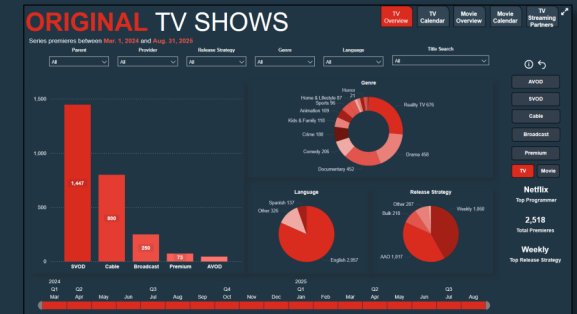 ORIGINAL TV SHOWS
TV Overview
TV Calendar
Movie Overview
Movie Calendar
TV Streaming Partners
Series premieres between Mar. 1, 2024 and Aug. 31, 2025
Parent Provider Release Strategy Genre Language Title Search
All All All All All All
Genre
Horror 21
Home & Lifestyle 87
Sports 96
Animation 109
Kids & Family 119
Crime 198
Comedy 206
Documentary 452
Drama 450
Reality TV 676
1,500
1,000
500
0
1,447
800
250
73
SVOD Cable Broadcast Premium AVOD
Language
Spanish 137
Other 326
English 2,057
Release Strategy
Other 287
Bulk 216
Weekly 1,000
AAO 1,017
AVOD
SVOD
Cable
Broadcast
Premium
TV Movie
Netflix
Top Programmer
2,518
Total Premieres
Weekly
Top Release Strategy
2024 2025
Q1 Q2 Q3 Q4 Q1 Q2 Q3
Mar Apr May Jun Jul Aug Sep Oct Nov Dec Jan Feb Mar Apr May Jun Jul Aug